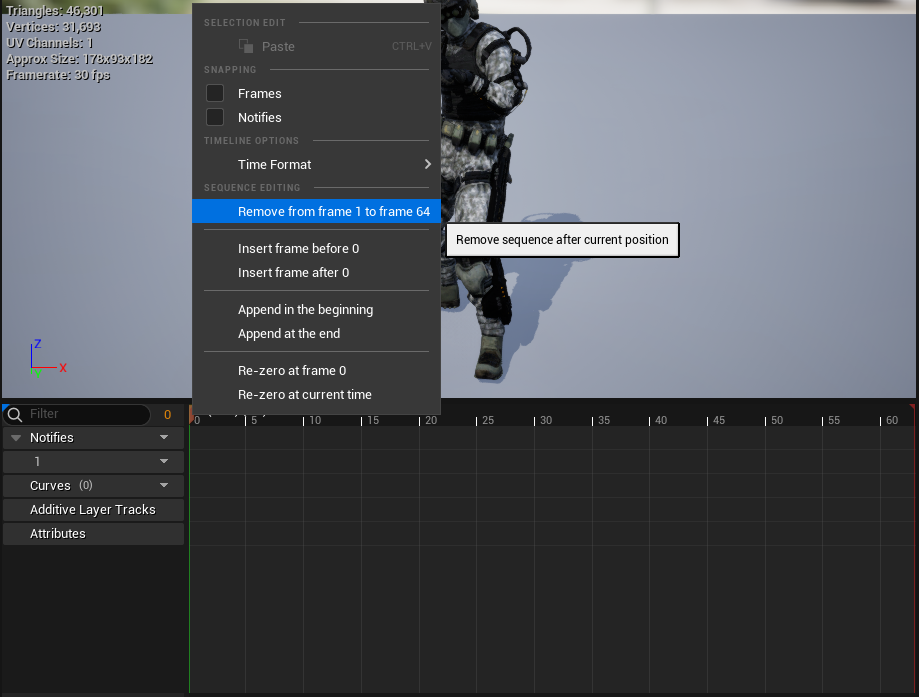 Triangles: 46,301
Vertices: 31,693
UV Channels: 1
Approx Size: 178x93x182
Framerate: 30 fps
SELECTION EDIT
Paste CTRL+V
SNAPPING
Frames
Notifies
TIMELINE OPTIONS
Time Format
SEQUENCE EDITING
Remove from frame 1 to frame 64
Remove sequence after current position
Insert frame before 0
Insert frame after 0
Append in the beginning
Append at the end
Re-zero at frame 0
Re-zero at current time
Z
X
Y
Filter 0
0 5 10 15 20 25 30 35 40 45 50 55 60
Notifies
1
Curves (0)
Additive Layer Tracks
Attributes